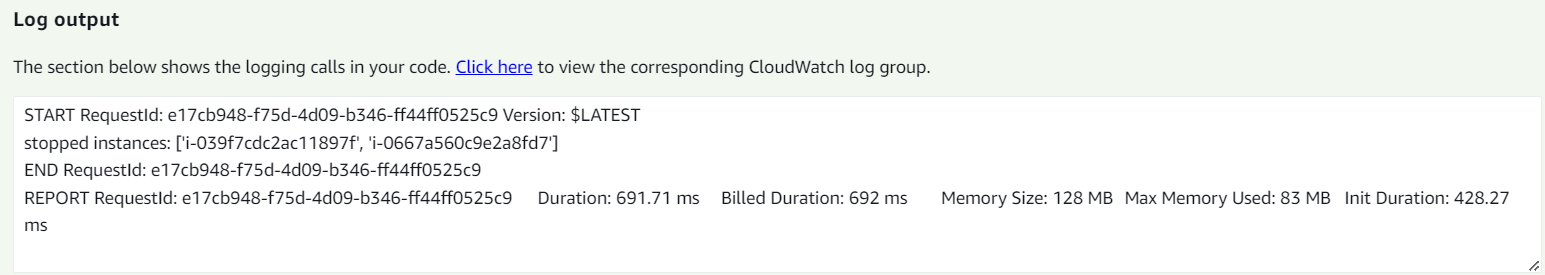 Log output
The section below shows the logging calls in your code. Click here to view the corresponding CloudWatch log group.
START RequestId: e17cb948-f75d-4d09-b346-ff44ff0525c9 Version: $LATEST
stopped instances: ['i-039f7cdc2ac11897f', 'i-0667a560c9e2a8fd7']
END RequestId: e17cb948-f75d-4d09-b346-ff44ff0525c9
REPORT RequestId: e17cb948-f75d-4d09-b346-ff44ff0525c9 Duration: 691.71 ms Billed Duration: 692 ms Memory Size: 128 MB Max Memory Used: 83 MB Init Duration: 428.27
ms